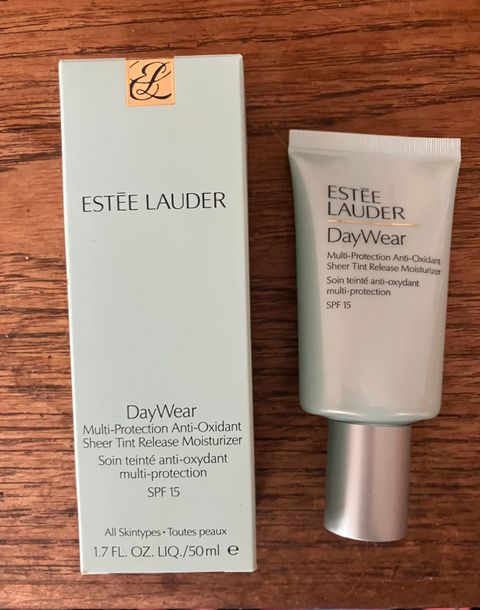 EL
ESTĒE LAUDER
DayWear
Multi-Protection Anti-Oxidant
Sheer Tint Release Moisturizer
Soin teinté anti-oxydant
multi-protection
SPF 15
All Skintypes • Toutes peaux
1.7 FL. OZ. LIQ./50 ml ℮
ESTĒE
LAUDER
DayWear
Multi-Protection Anti-Oxidant
Sheer Tint Release Moisturizer
Soin teinté anti-oxydant
multi-protection
SPF 15